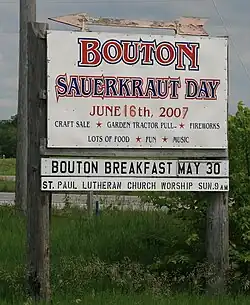 BOUTON
SAUERKRAUT DAY
JUNE 16th, 2007
CRAFT SALE ★ GARDEN TRACTOR PULL ★ FIREWORKS
LOTS OF FOOD ★ FUN ★ MUSIC
BOUTON BREAKFAST MAY 30
ST. PAUL LUTHERAN CHURCH WORSHIP SUN. 9 AM